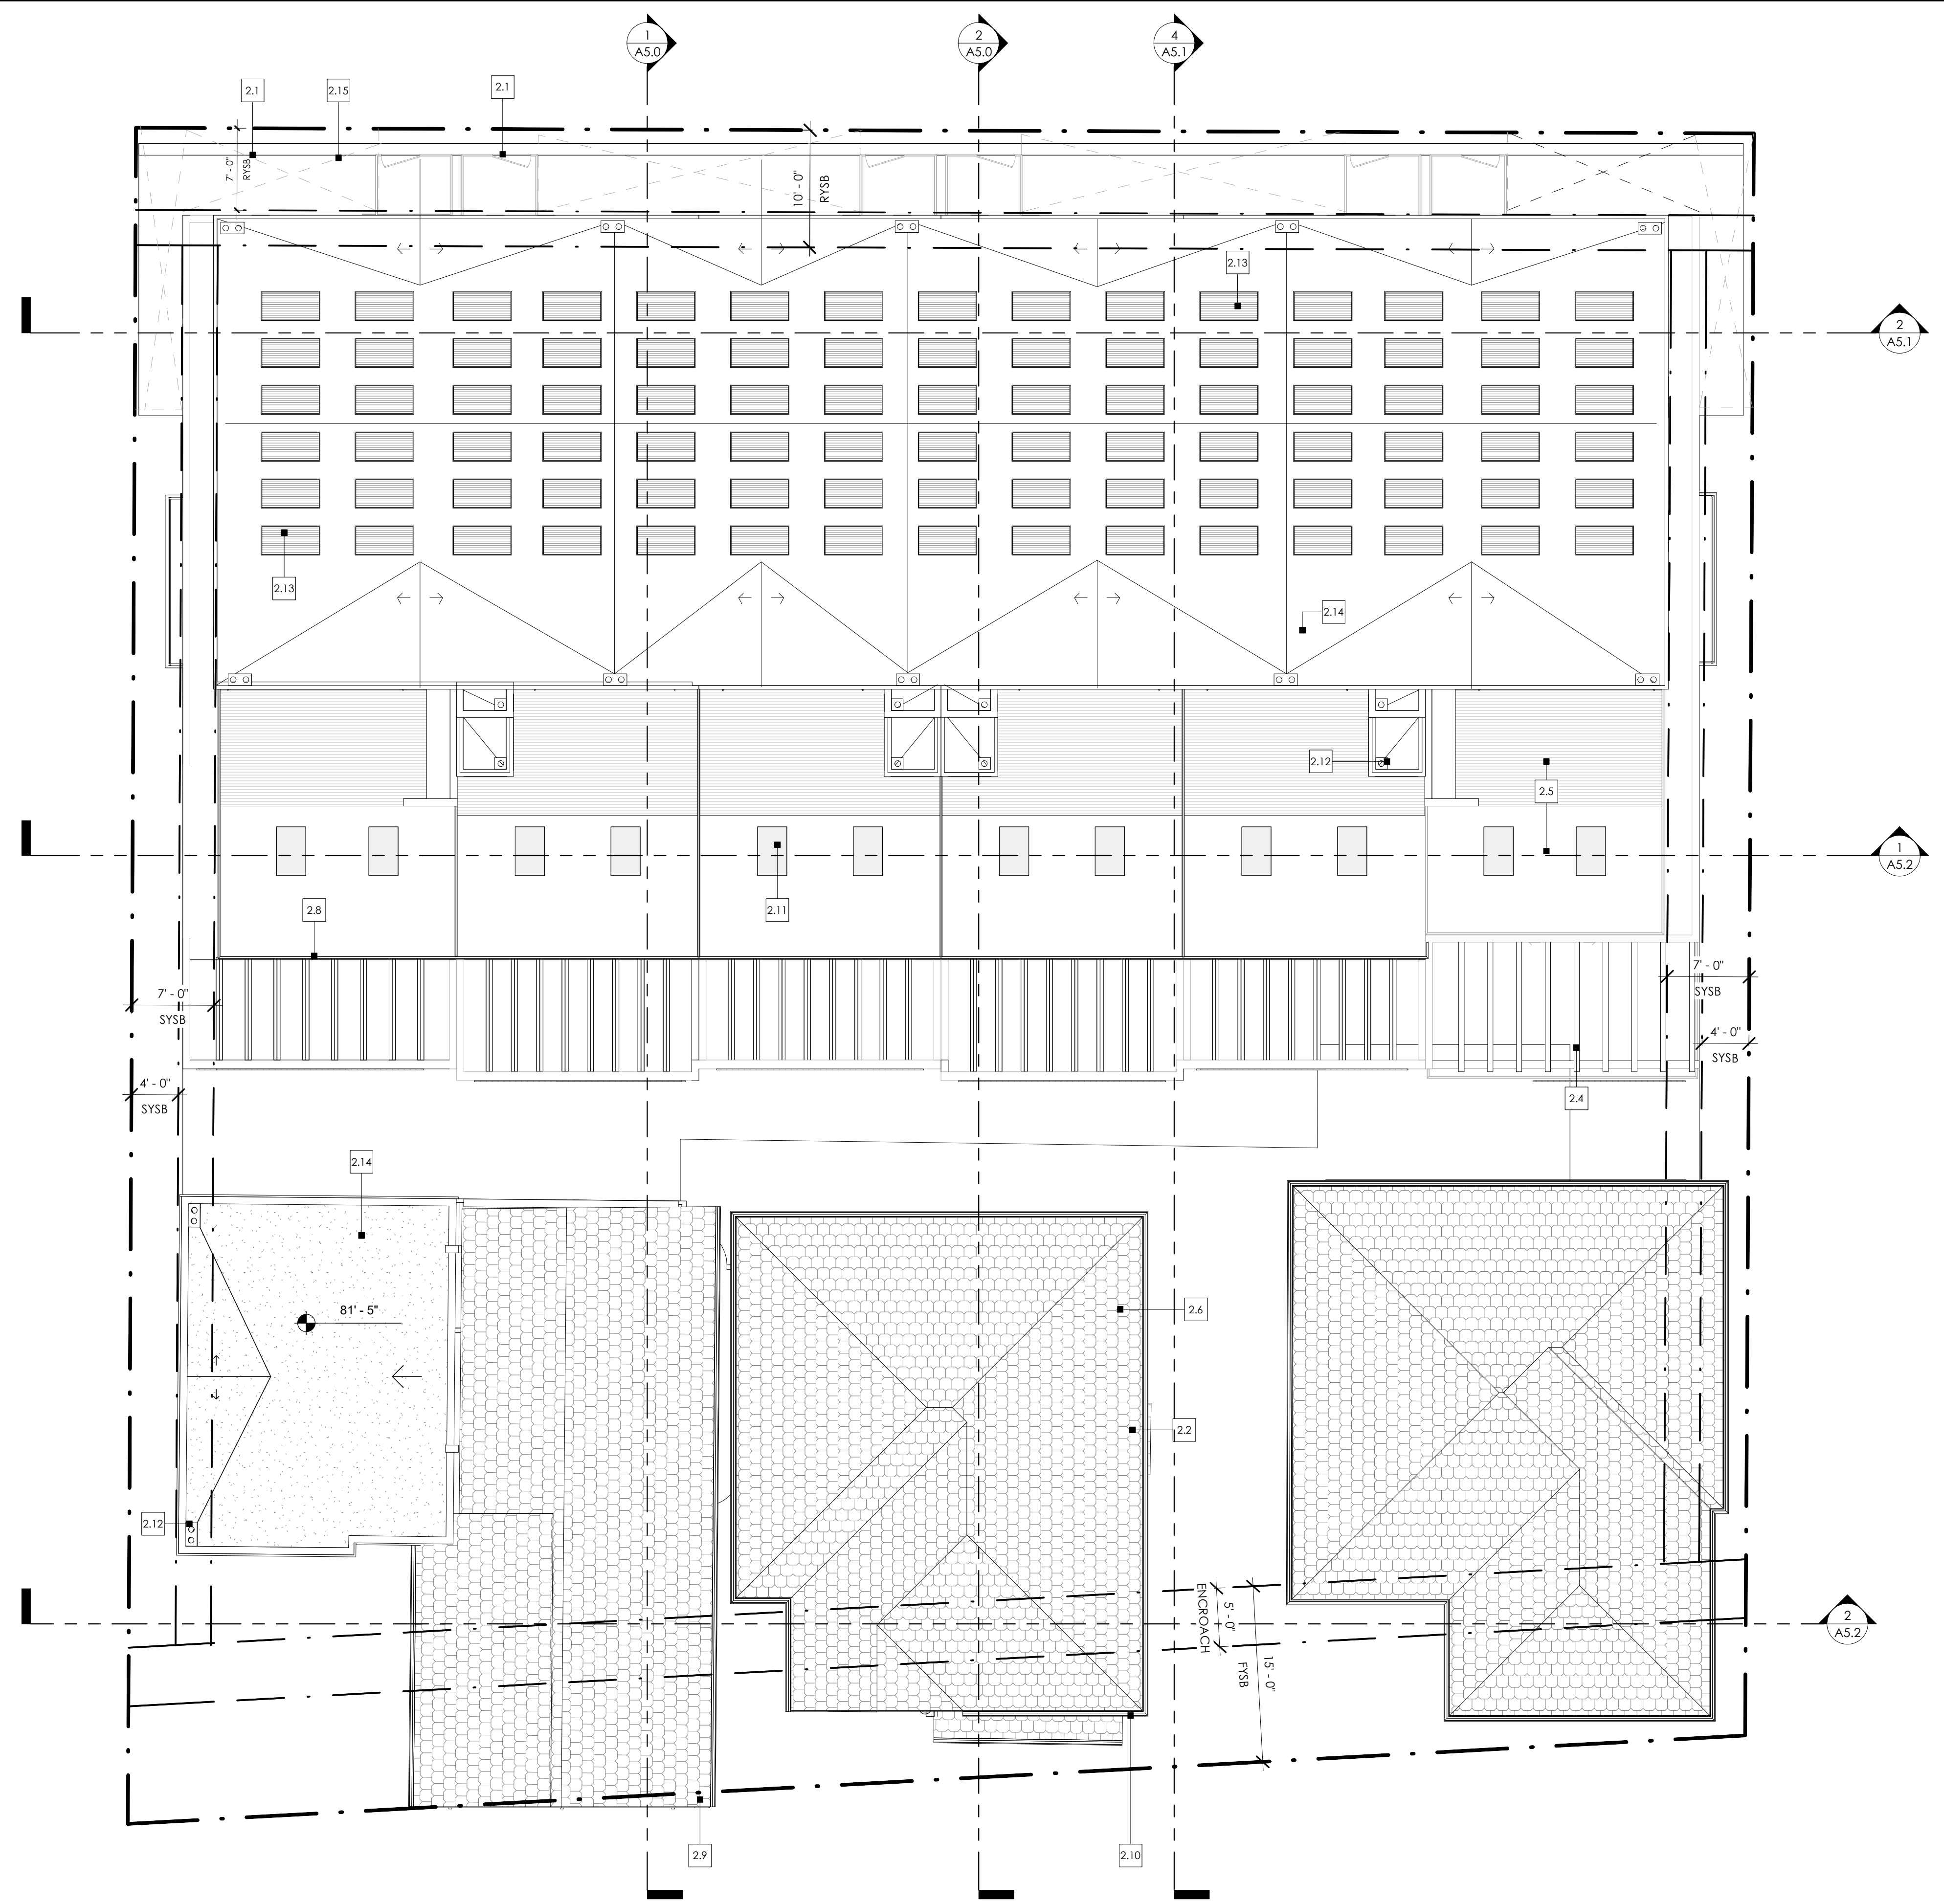 1
A5.0
2
A5.0
4
A5.1
2.1
2.15
2.1
7' - 0"
RYSB
10' - 0"
RYSB
2.13
2
A5.1
2.13
2.14
2.12
2.5
1
A5.2
2.11
2.8
7' - 0"
SYSB
7' - 0"
SYSB
4' - 0"
SYSB
4' - 0"
SYSB
2.4
2.14
81' - 5"
2.6
2.2
2.12
ENCROACH
5' - 0"
FYSB
15' - 0"
2
A5.2
2.9
2.10